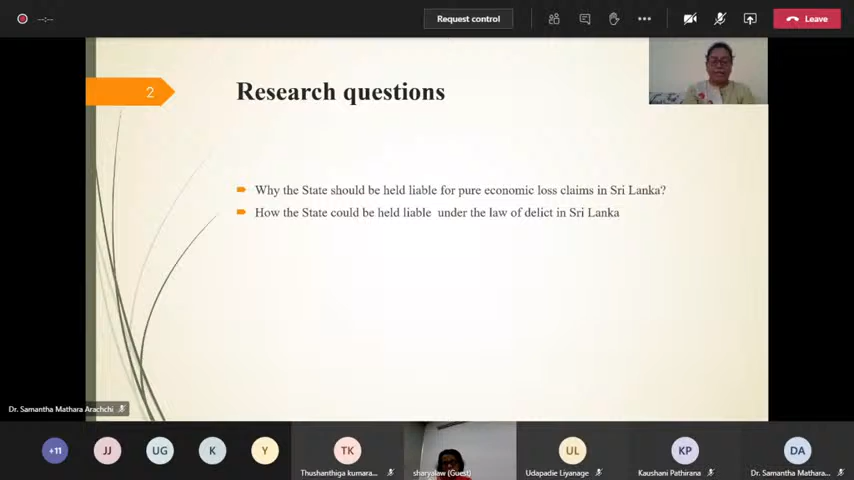 --:--
Request control
Leave
2
Research questions
Why the State should be held liable for pure economic loss claims in Sri Lanka?
How the State could be held liable under the law of delict in Sri Lanka
Dr. Samantha Mathara Arachchi
+11
JJ
UG
K
Y
TK
Thushanthiga kumara...
sharyalaw (Guest)
UL
Udapadie Liyanage
KP
Kaushani Pathirana
DA
Dr. Samantha Mathara...